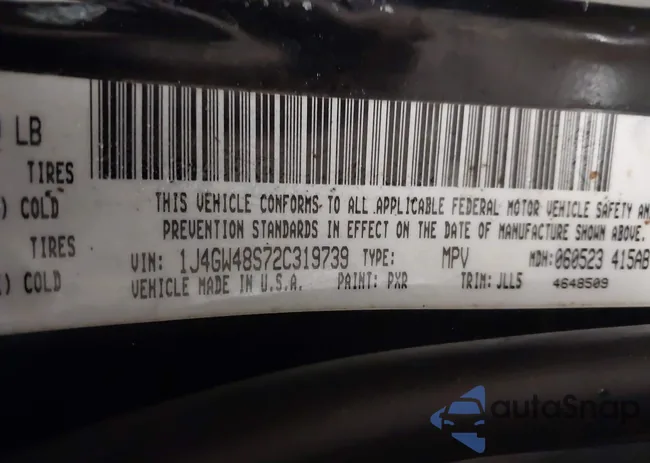 LB
TIRES
) COLD
TIRES
) COLD
THIS VEHICLE CONFORMS TO ALL APPLICABLE FEDERAL MOTOR VEHICLE SAFETY AN
PREVENTION STANDARDS IN EFFECT ON THE DATE OF MANUFACTURE SHOWN ABOVE.
VIN: 1J4GW48S72C319739 TYPE: MPV MDH: 060523 415AB
VEHICLE MADE IN U.S.A. PAINT: PXR TRIM: JLL5 4648509
autoSnap